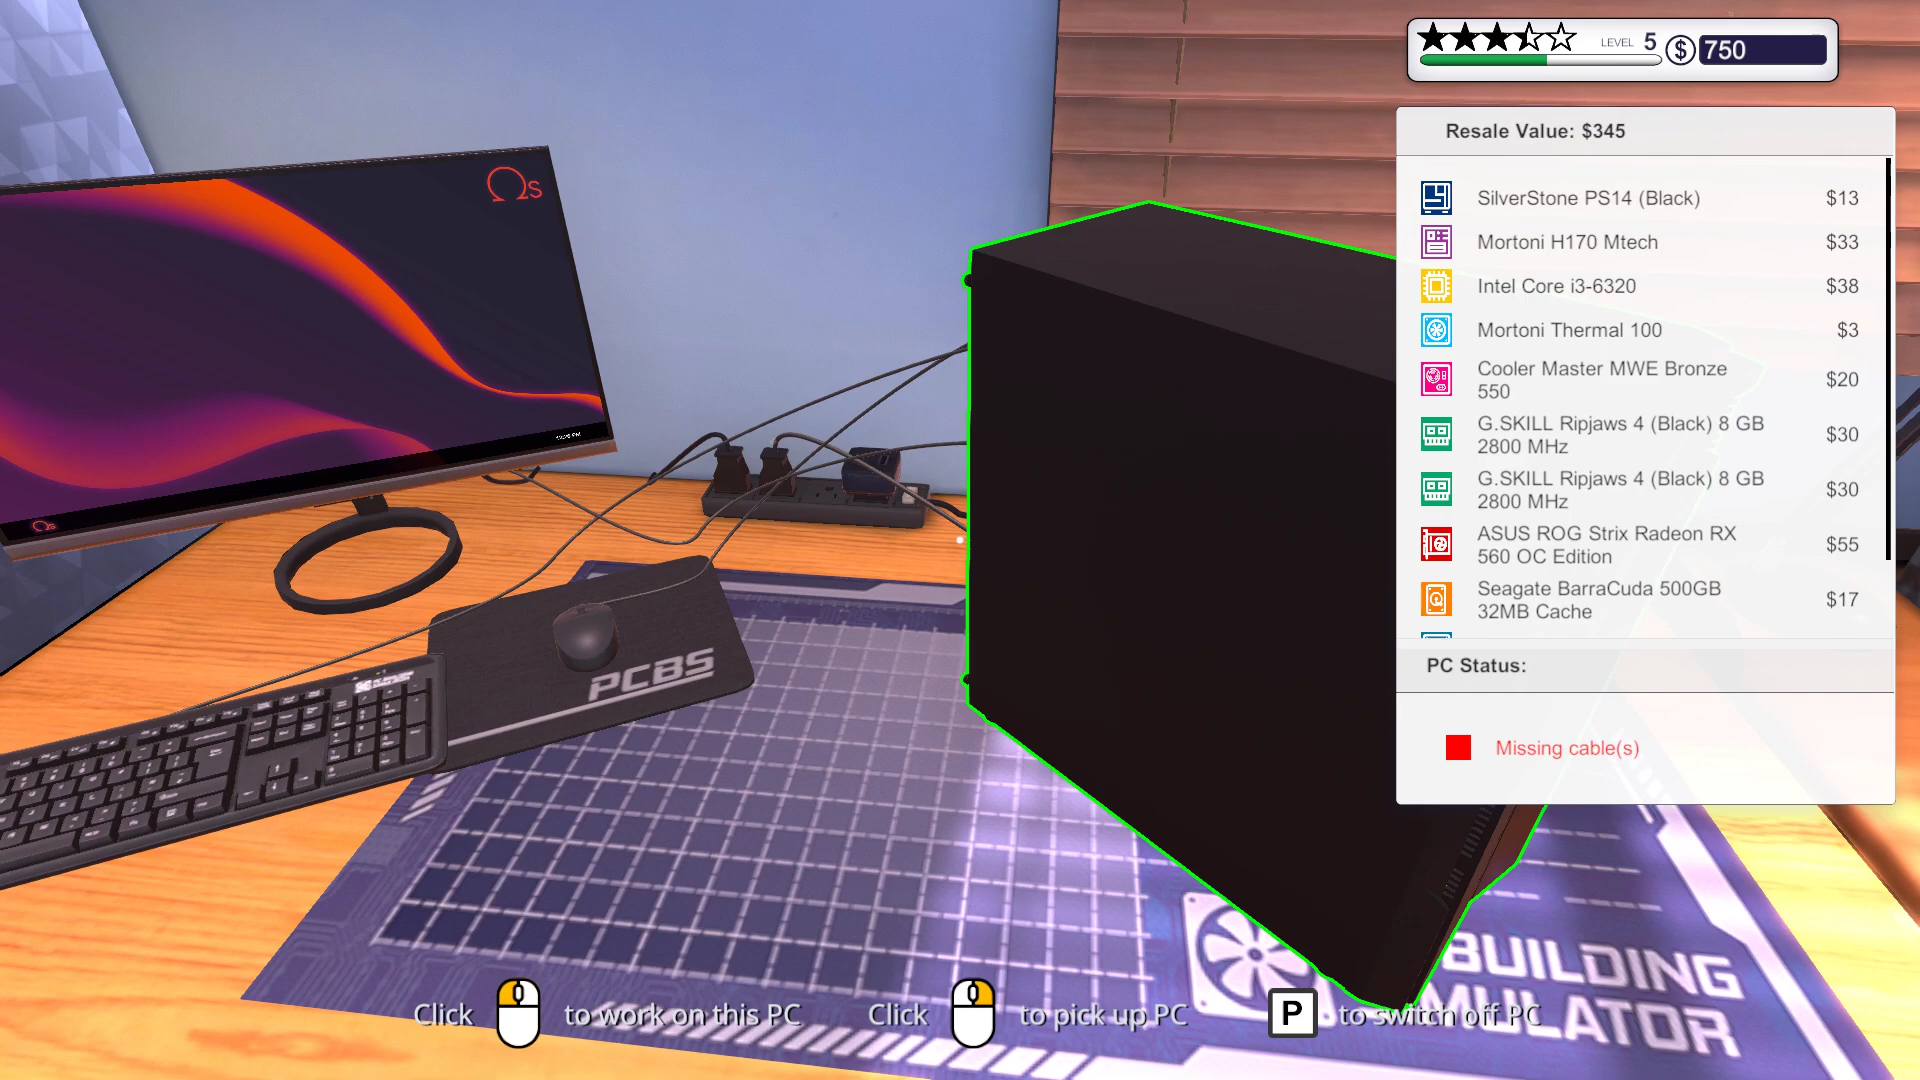 LEVEL 5 $ 750
Resale Value: $345
SilverStone PS14 (Black) $13
Mortoni H170 Mtech $33
Intel Core i3-6320 $38
Mortoni Thermal 100 $3
Cooler Master MWE Bronze
550 $20
G.SKILL Ripjaws 4 (Black) 8 GB
2800 MHz $30
G.SKILL Ripjaws 4 (Black) 8 GB
2800 MHz $30
ASUS ROG Strix Radeon RX
560 OC Edition $55
Seagate BarraCuda 500GB
32MB Cache $17
PC Status:
Missing cable(s)
ΩS
PCBS
BUILDING
MULATOR
Click to work on this PC Click to pick up PC P to switch off PC